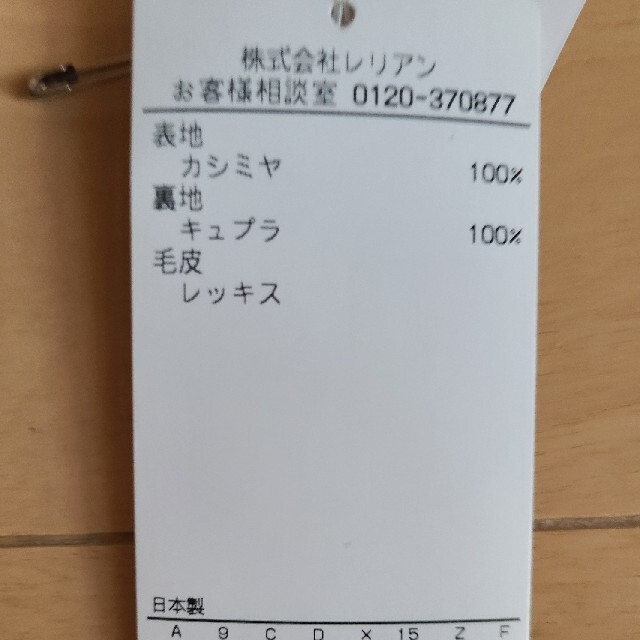 株式会社レリアン
お客様相談室 0120-370877
表地
カシミヤ 100%
裏地
キュプラ 100%
毛皮
レッキス
日本製
A 9 C D X 15 Z F